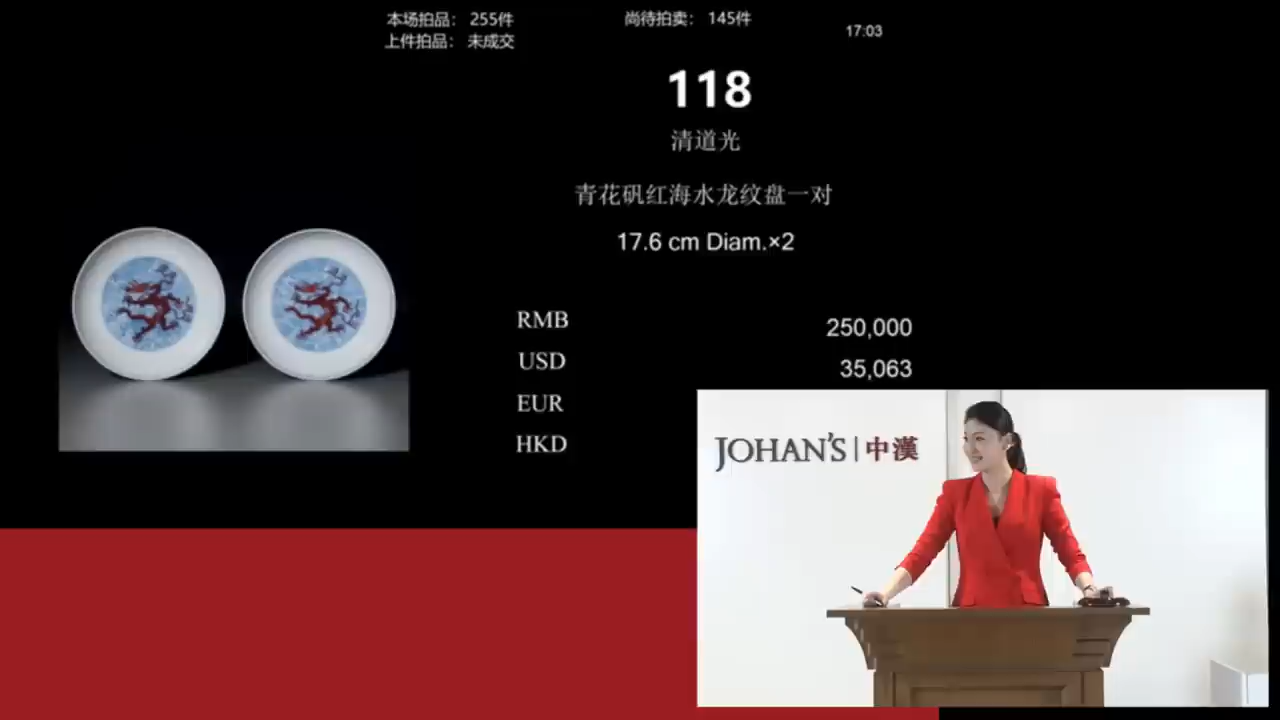 本场拍品： 255件
尚待拍卖： 145件
上件拍品： 未成交
17:03
118
清道光
青花矾红海水龙纹盘一对
17.6 cm Diam.×2
RMB 250,000
USD 35,063
EUR
HKD
JOHAN'S | 中漢